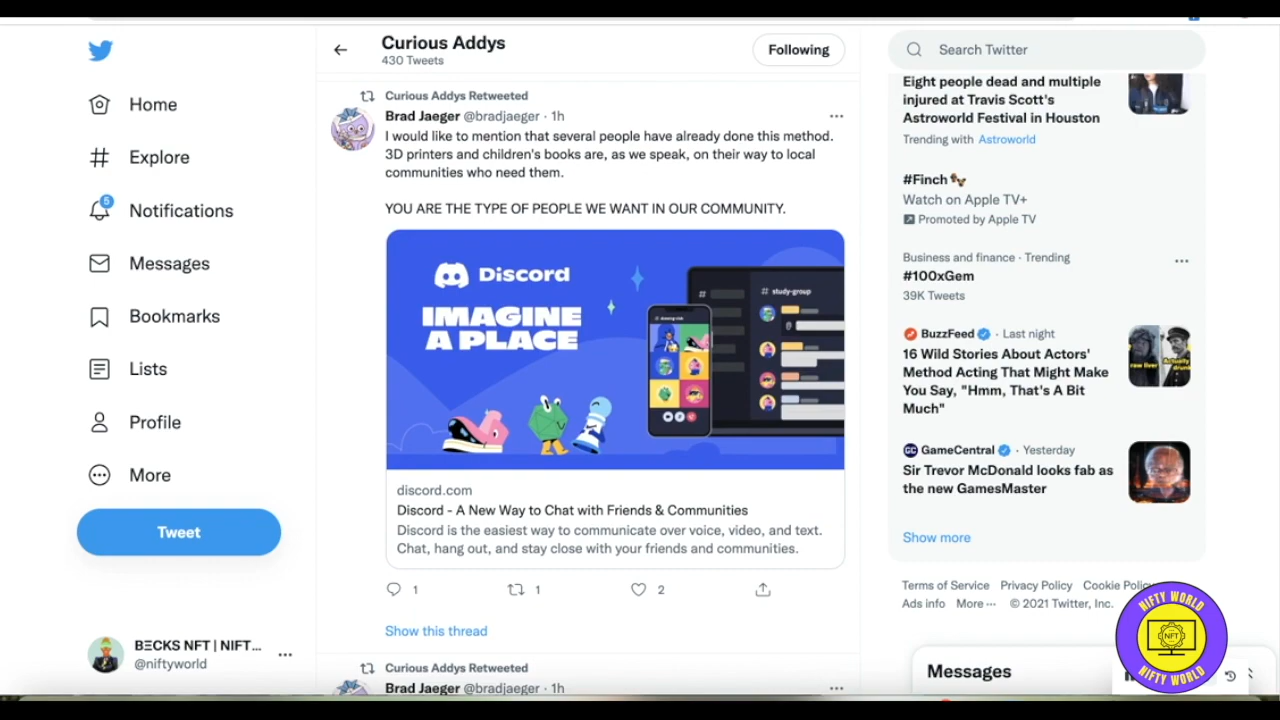 Home
Explore
5
Notifications
Messages
Bookmarks
Lists
Profile
More
Tweet
BΞCKS NFT | NIFT...
@niftyworld
Curious Addys
430 Tweets
Following
Curious Addys Retweeted
Brad Jaeger @bradjaeger · 1h
I would like to mention that several people have already done this method.
3D printers and children's books are, as we speak, on their way to local
communities who need them.
YOU ARE THE TYPE OF PEOPLE WE WANT IN OUR COMMUNITY.
Discord
IMAGINE
A PLACE
# study-group
discord.com
Discord - A New Way to Chat with Friends & Communities
Discord is the easiest way to communicate over voice, video, and text.
Chat, hang out, and stay close with your friends and communities.
1
1
2
Show this thread
Curious Addys Retweeted
Brad Jaeger @bradjaeger · 1h
Search Twitter
Eight people dead and multiple
injured at Travis Scott's
Astroworld Festival in Houston
Trending with Astroworld
#Finch
Watch on Apple TV+
Promoted by Apple TV
Business and finance · Trending
#100xGem
39K Tweets
BuzzFeed · Last night
16 Wild Stories About Actors'
Method Acting That Might Make
You Say, "Hmm, That's A Bit
Much"
raw liver
Actually
drunk
GC GameCentral · Yesterday
Sir Trevor McDonald looks fab as
the new GamesMaster
Show more
Terms of Service Privacy Policy Cookie Policy
Ads info More ··· © 2021 Twitter, Inc.
Messages
NIFTY WORLD
NFT
NIFTY WORLD